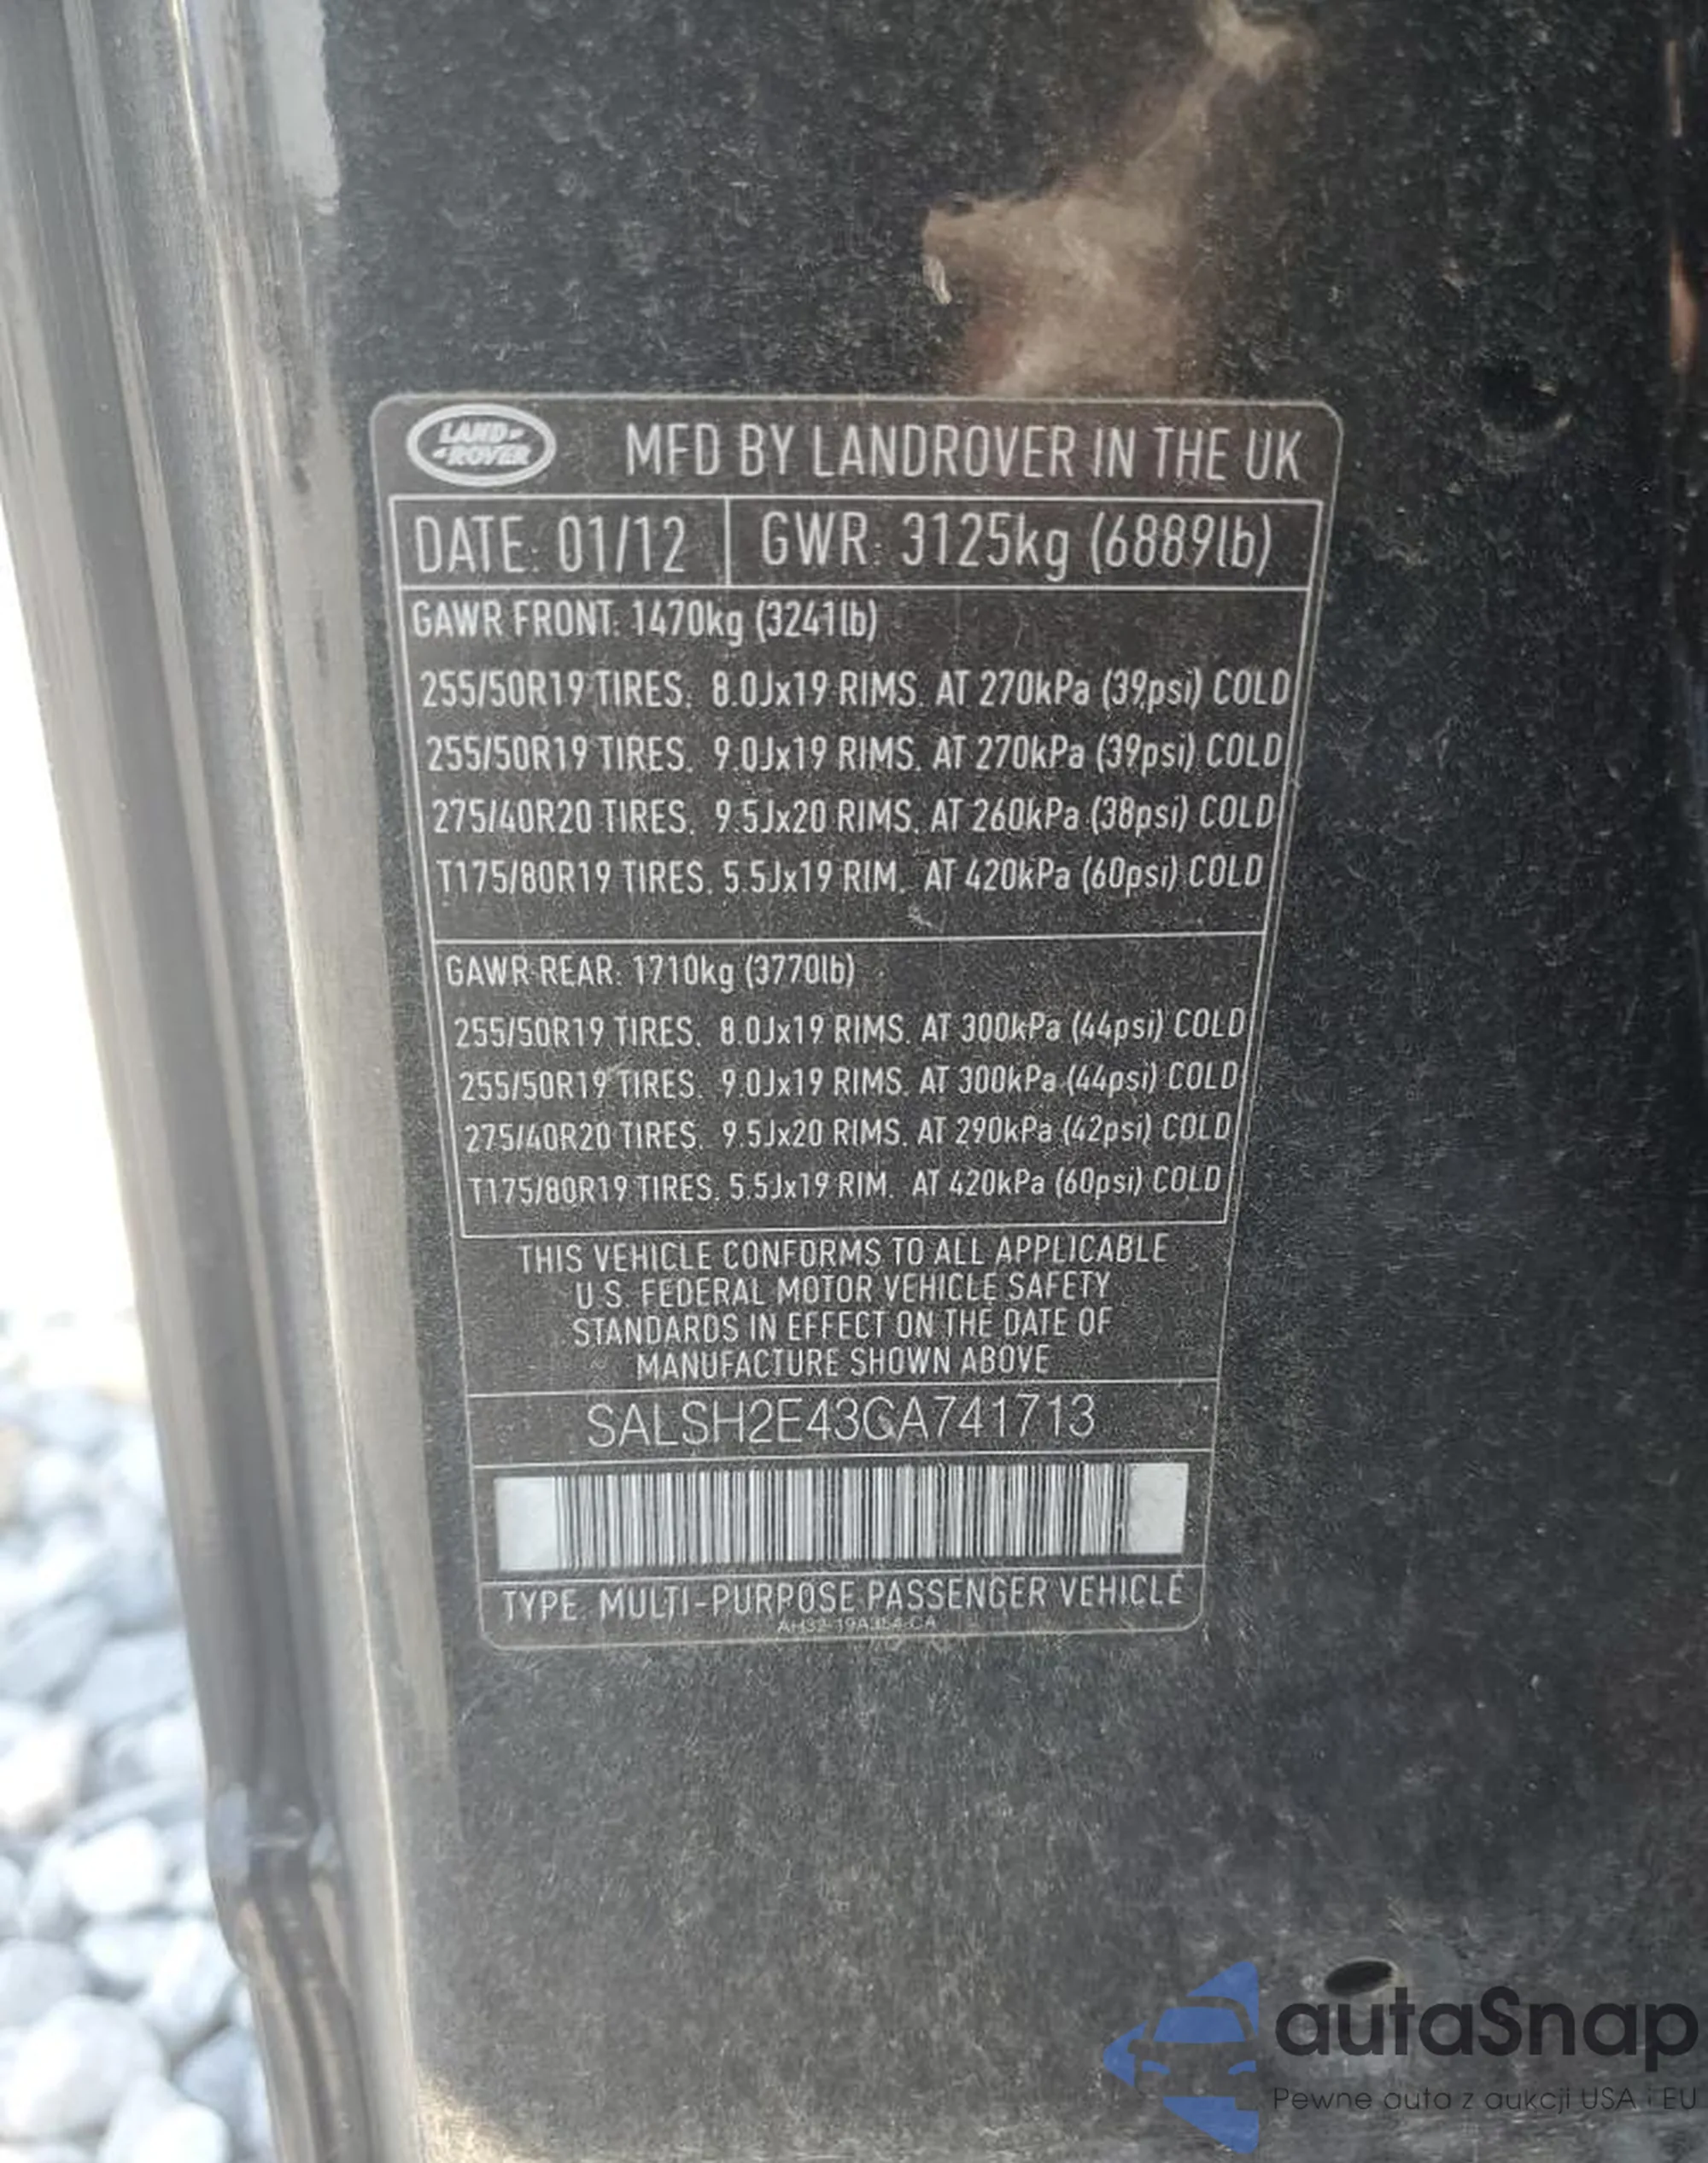 LAND ROVER
MFD BY LANDROVER IN THE UK
DATE: 01/12 GWR: 3125kg (6889lb)
GAWR FRONT: 1470kg (3241lb)
255/50R19 TIRES. 8.0Jx19 RIMS. AT 270kPa (39psi) COLD
255/50R19 TIRES. 9.0Jx19 RIMS. AT 270kPa (39psi) COLD
275/40R20 TIRES. 9.5Jx20 RIMS. AT 260kPa (38psi) COLD
T175/80R19 TIRES. 5.5Jx19 RIM. AT 420kPa (60psi) COLD
GAWR REAR: 1710kg (3770lb)
255/50R19 TIRES. 8.0Jx19 RIMS. AT 300kPa (44psi) COLD
255/50R19 TIRES. 9.0Jx19 RIMS. AT 300kPa (44psi) COLD
275/40R20 TIRES. 9.5Jx20 RIMS. AT 290kPa (42psi) COLD
T175/80R19 TIRES. 5.5Jx19 RIM. AT 420kPa (60psi) COLD
THIS VEHICLE CONFORMS TO ALL APPLICABLE
U.S. FEDERAL MOTOR VEHICLE SAFETY
STANDARDS IN EFFECT ON THE DATE OF
MANUFACTURE SHOWN ABOVE
SALSH2E43CA741713
TYPE: MULTI-PURPOSE PASSENGER VEHICLE
autaSnap
Pewne auta z aukcji USA i EU